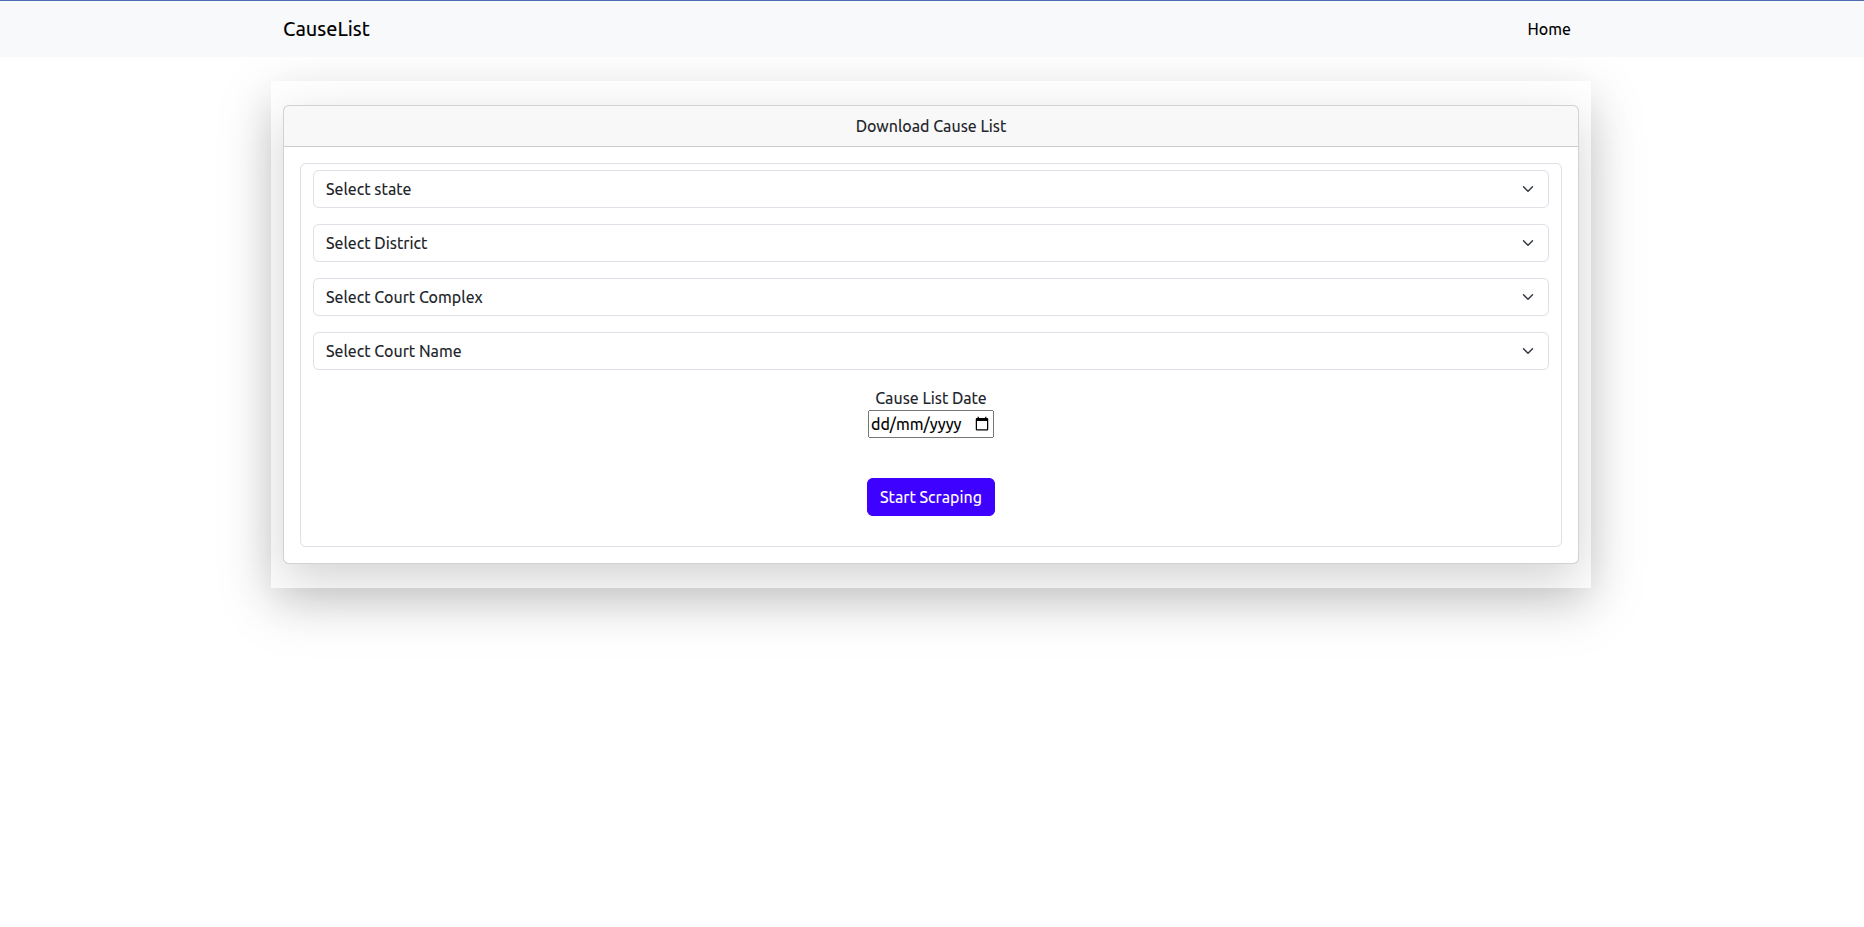 CauseList Home
Download Cause List
Select state
Select District
Select Court Complex
Select Court Name
Cause List Date
dd/mm/yyyy
Start Scraping